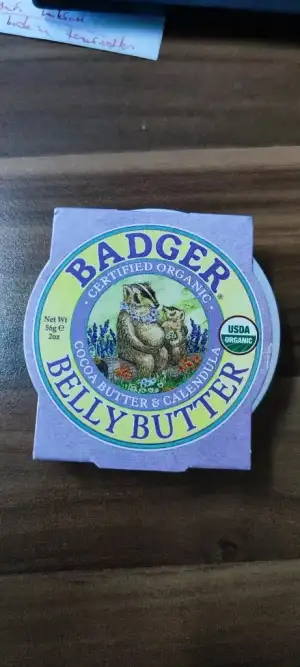 BADGER®
CERTIFIED ORGANIC
Net Wt
56g ℮
2oz
USDA
ORGANIC
COCOA BUTTER & CALENDULA
BELLY BUTTER